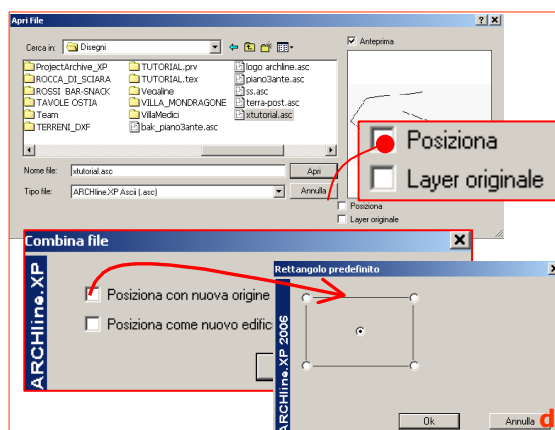 Apri File
Cerca in: Disegni
Anteprima
ProjectArchive_XP
ROCCA_DI_SCIARA
ROSSI BAR-SNACK
TAVOLE OSTIA
Team
TERRENI_DXF
TUTORIAL.prv
TUTORIAL.tex
Vegaline
VILLA_MONDRAGONE
VillaMedici
bak_piano3ante.asc
logo archline.asc
piano3ante.asc
ss.asc
terra-post.asc
xtutorial.asc
Nome file: xtutorial.asc Apri
Tipo file: ARCHline.XP Ascii (.asc) Annulla
Posiziona
Layer originale
Posiziona
Layer originale
Combina file
ARCHline.XP
Posiziona con nuova origine
Posiziona come nuovo edific
Rettangolo predefinito
ARCHline.XP 2006
Ok Annulla
d